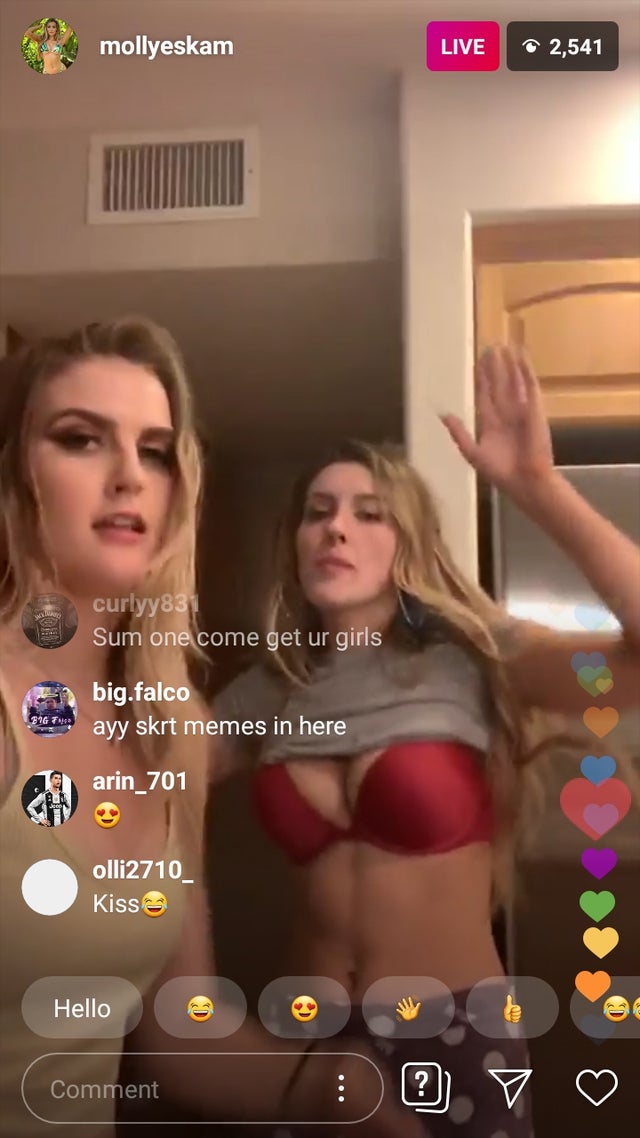 mollyeskam
LIVE
2,541
curlyy831
Sum one come get ur girls
big.falco
ayy skrt memes in here
arin_701
😍
olli2710_
Kiss😂
Hello
Comment